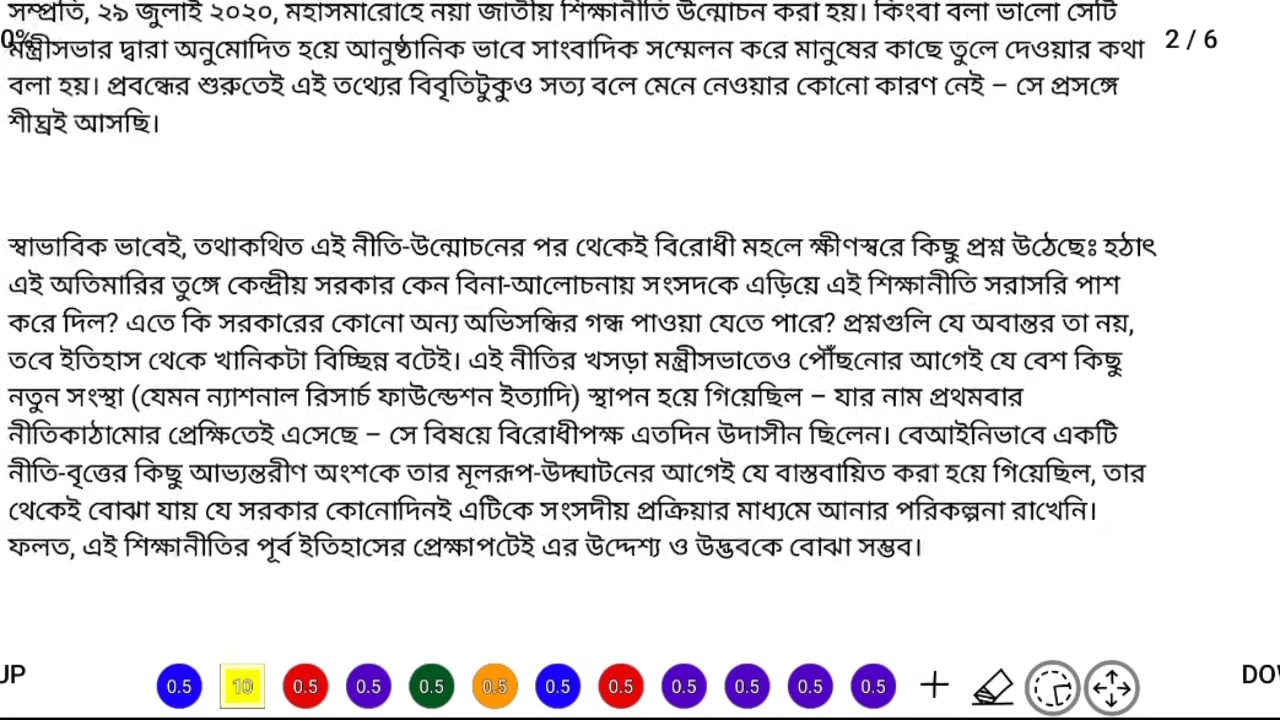 সম্প্রতি, ২৯ জুলাই ২০২০, মহাসমারোহে নয়া জাতীয় শিক্ষানীতি উন্মোচন করা হয়। কিংবা বলা ভালো সেটি
0%
মন্ত্রীসভার দ্বারা অনুমোদিত হয়ে আনুষ্ঠানিক ভাবে সাংবাদিক সম্মেলন করে মানুষের কাছে তুলে দেওয়ার কথা
2 / 6
বলা হয়। প্রবন্ধের শুরুতেই এই তথ্যের বিবৃতিটুকুও সত্য বলে মেনে নেওয়ার কোনো কারণ নেই – সে প্রসঙ্গে
শীঘ্রই আসছি।
স্বাভাবিক ভাবেই, তথাকথিত এই নীতি-উন্মোচনের পর থেকেই বিরোধী মহলে ক্ষীণস্বরে কিছু প্রশ্ন উঠেছেঃ হঠাৎ
এই অতিমারির তুঙ্গে কেন্দ্রীয় সরকার কেন বিনা-আলোচনায় সংসদকে এড়িয়ে এই শিক্ষানীতি সরাসরি পাশ
করে দিল? এতে কি সরকারের কোনো অন্য অভিসন্ধির গন্ধ পাওয়া যেতে পারে? প্রশ্নগুলি যে অবান্তর তা নয়,
তবে ইতিহাস থেকে খানিকটা বিচ্ছিন্ন বটেই। এই নীতির খসড়া মন্ত্রীসভাতেও পৌঁছনোর আগেই যে বেশ কিছু
নতুন সংস্থা (যেমন ন্যাশনাল রিসার্চ ফাউন্ডেশন ইত্যাদি) স্থাপন হয়ে গিয়েছিল – যার নাম প্রথমবার
নীতিকাঠামোর প্রেক্ষিতেই এসেছে – সে বিষয়ে বিরোধীপক্ষ এতদিন উদাসীন ছিলেন। বেআইনিভাবে একটি
নীতি-বৃত্তের কিছু আভ্যন্তরীণ অংশকে তার মূলরূপ-উদ্ঘাটনের আগেই যে বাস্তবায়িত করা হয়ে গিয়েছিল, তার
থেকেই বোঝা যায় যে সরকার কোনোদিনই এটিকে সংসদীয় প্রক্রিয়ার মাধ্যমে আনার পরিকল্পনা রাখেনি।
ফলত, এই শিক্ষানীতির পূর্ব ইতিহাসের প্রেক্ষাপটেই এর উদ্দেশ্য ও উদ্ভবকে বোঝা সম্ভব।
UP 0.5 10 0.5 0.5 0.5 0.5 0.5 0.5 0.5 0.5 0.5 0.5